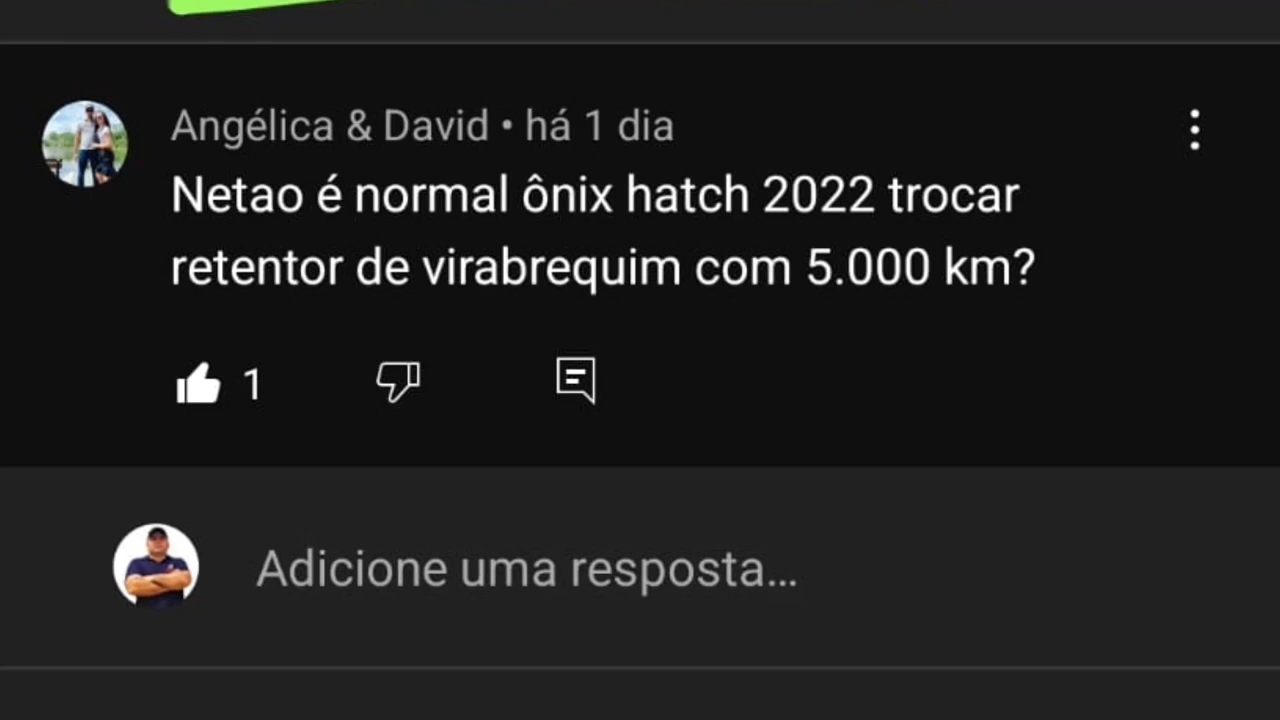 Angélica & David • há 1 dia
Netao é normal ônix hatch 2022 trocar
retentor de virabrequim com 5.000 km?
1
Adicione uma resposta...